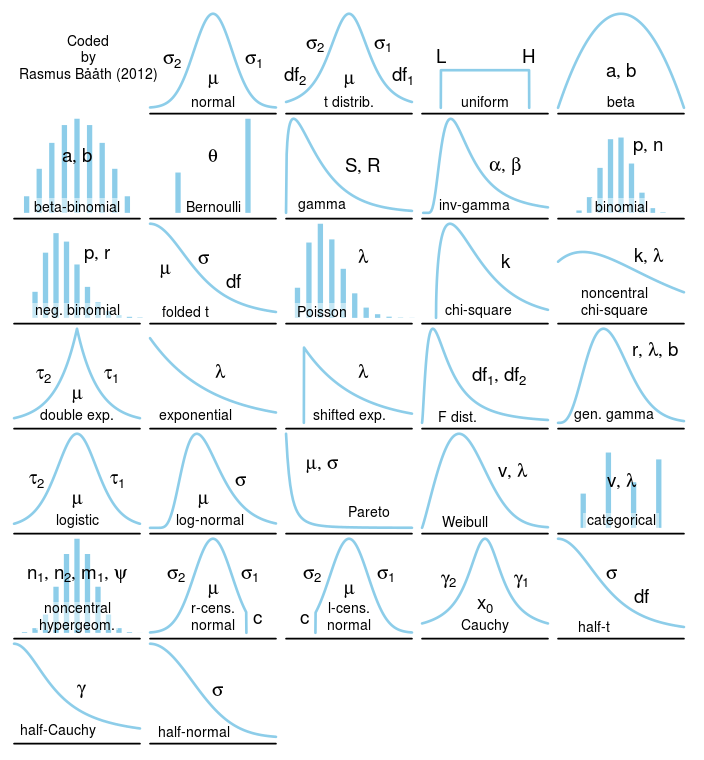 Coded
by
Rasmus Bååth (2012)
σ2 σ1
μ
normal
σ2 σ1
df2 μ df1
t distrib.
L H
uniform
a, b
beta
a, b
beta-binomial
θ
Bernoulli
S, R
gamma
α, β
inv-gamma
p, n
binomial
p, r
neg. binomial
μ σ
df
folded t
λ
Poisson
k
chi-square
k, λ
noncentral
chi-square
τ2 τ1
μ
double exp.
λ
exponential
λ
shifted exp.
df1, df2
F dist.
r, λ, b
gen. gamma
τ2 τ1
μ
logistic
σ
μ
log-normal
μ, σ
Pareto
v, λ
Weibull
v, λ
categorical
n1, n2, m1, ψ
noncentral
hypergeom.
σ2 σ1
μ
r-cens.
normal c
σ2 σ1
μ
l-cens.
c normal
γ2 γ1
x0
Cauchy
σ
df
half-t
γ
half-Cauchy
σ
half-normal